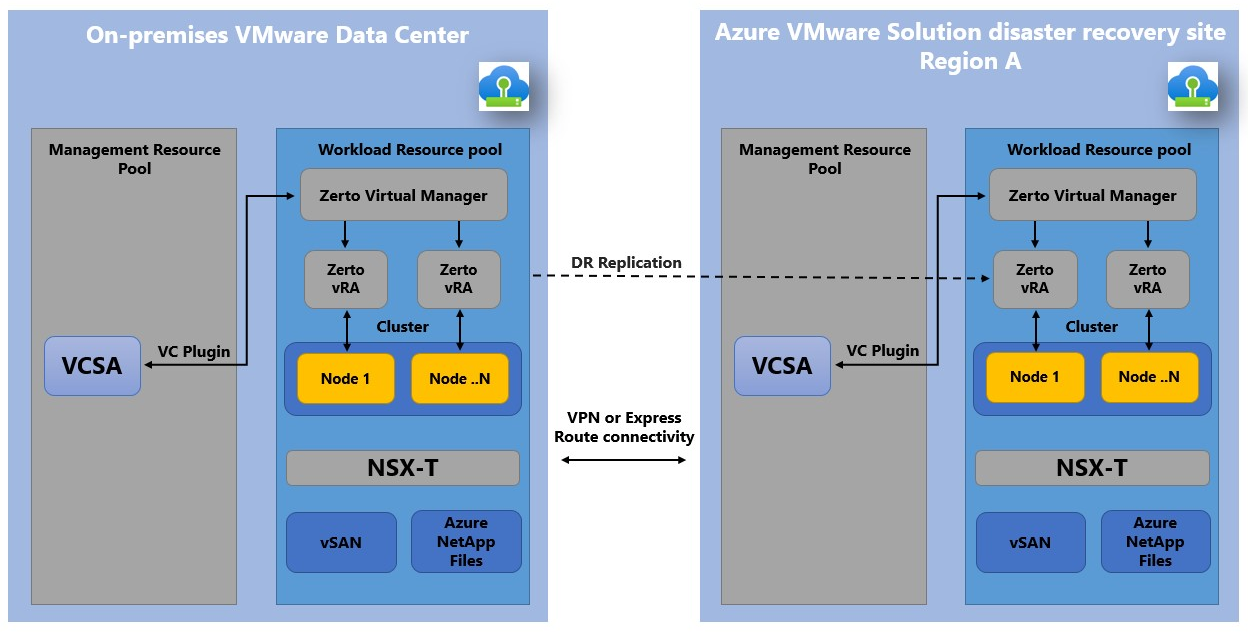 On-premises VMware Data Center
Management Resource
Pool
Workload Resource pool
Zerto Virtual Manager
Zerto
vRA
Zerto
vRA
Cluster
VCSA
VC Plugin
Node 1
Node ..N
NSX-T
vSAN
Azure
NetApp
Files
DR Replication
VPN or Express
Route connectivity
Azure VMware Solution disaster recovery site
Region A
Management Resource
Pool
Workload Resource pool
Zerto Virtual Manager
Zerto
vRA
Zerto
vRA
Cluster
VCSA
VC Plugin
Node 1
Node ..N
NSX-T
vSAN
Azure
NetApp
Files